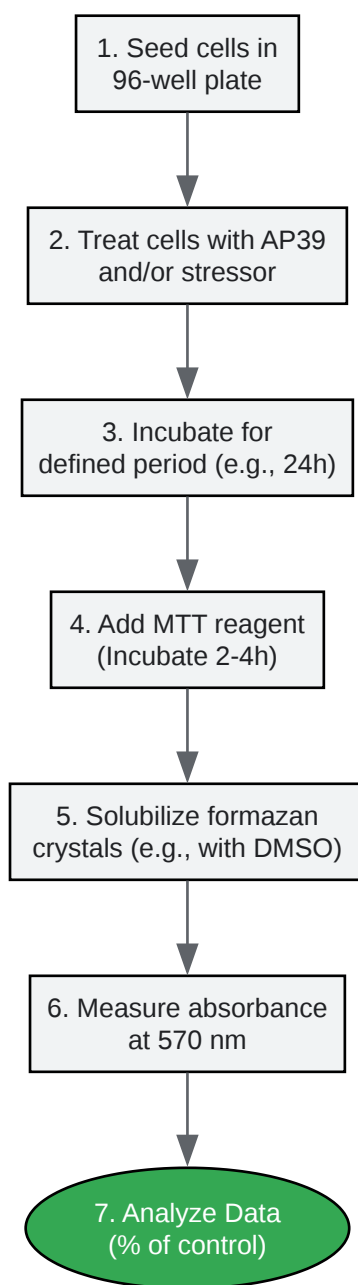 1. Seed cells in
96-well plate
2. Treat cells with AP39
and/or stressor
3. Incubate for
defined period (e.g., 24h)
4. Add MTT reagent
(Incubate 2-4h)
5. Solubilize formazan
crystals (e.g., with DMSO)
6. Measure absorbance
at 570 nm
7. Analyze Data
(% of control)